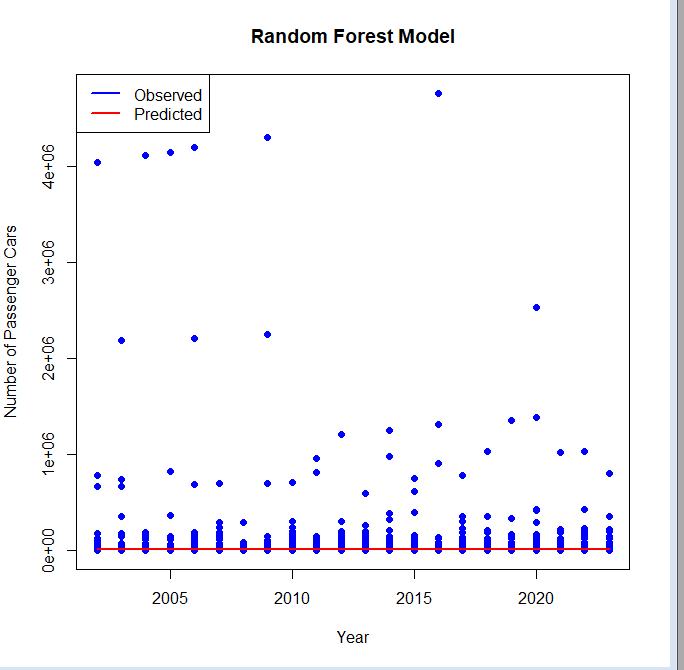 Random Forest Model
Observed
Predicted
Number of Passenger Cars
4e+06
3e+06
2e+06
1e+06
0e+00
2005 2010 2015 2020
Year